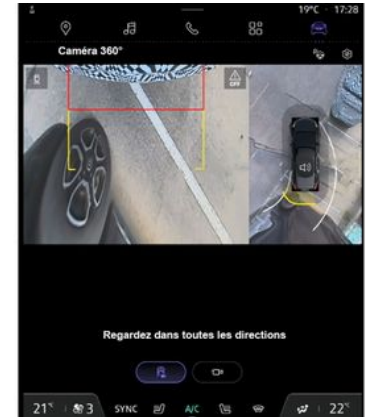 19°C · 17:28
Caméra 360°
OFF
Regardez dans toutes les directions
21°C 3 SYNC A/C 22°C